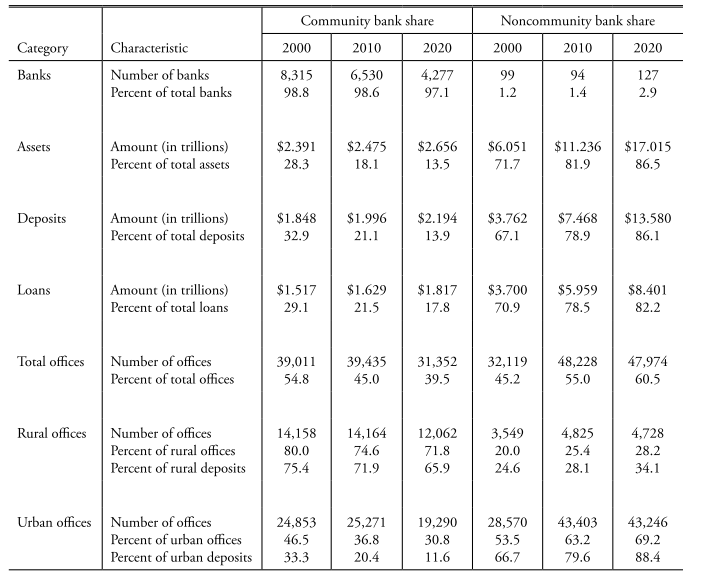 Community bank share Noncommunity bank share
Category Characteristic 2000 2010 2020 2000 2010 2020
Banks Number of banks 8,315 6,530 4,277 99 94 127
Percent of total banks 98.8 98.6 97.1 1.2 1.4 2.9
Assets Amount (in trillions) $2.391 $2.475 $2.656 $6.051 $11.236 $17.015
Percent of total assets 28.3 18.1 13.5 71.7 81.9 86.5
Deposits Amount (in trillions) $1.848 $1.996 $2.194 $3.762 $7.468 $13.580
Percent of total deposits 32.9 21.1 13.9 67.1 78.9 86.1
Loans Amount (in trillions) $1.517 $1.629 $1.817 $3.700 $5.959 $8.401
Percent of total loans 29.1 21.5 17.8 70.9 78.5 82.2
Total offices Number of offices 39,011 39,435 31,352 32,119 48,228 47,974
Percent of total offices 54.8 45.0 39.5 45.2 55.0 60.5
Rural offices Number of offices 14,158 14,164 12,062 3,549 4,825 4,728
Percent of rural offices 80.0 74.6 71.8 20.0 25.4 28.2
Percent of rural deposits 75.4 71.9 65.9 24.6 28.1 34.1
Urban offices Number of offices 24,853 25,271 19,290 28,570 43,403 43,246
Percent of urban offices 46.5 36.8 30.8 53.5 63.2 69.2
Percent of urban deposits 33.3 20.4 11.6 66.7 79.6 88.4